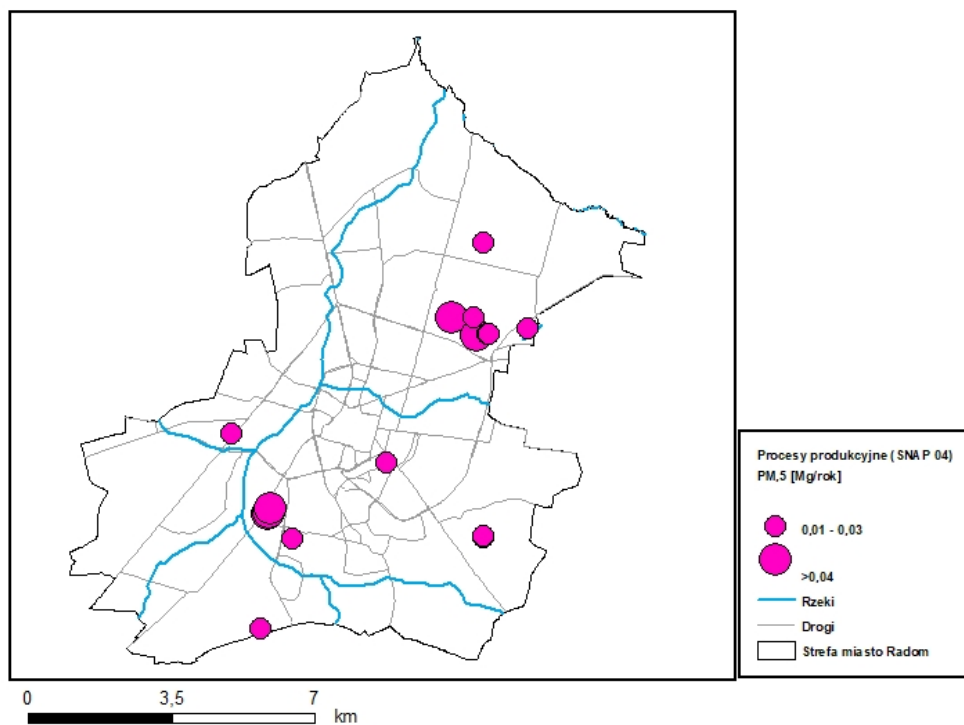 Procesy produkcyjne (SNAP 04)
PM,5 [Mg/rok]
0,01 - 0,03
>0,04
Rzeki
Drogi
Strefa miasto Radom
0 3,5 7
km